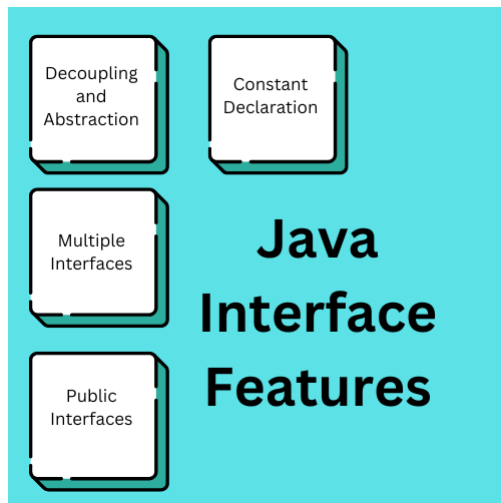 Decoupling
and
Abstraction
Constant
Declaration
Multiple
Interfaces
Java
Interface
Features
Public
Interfaces